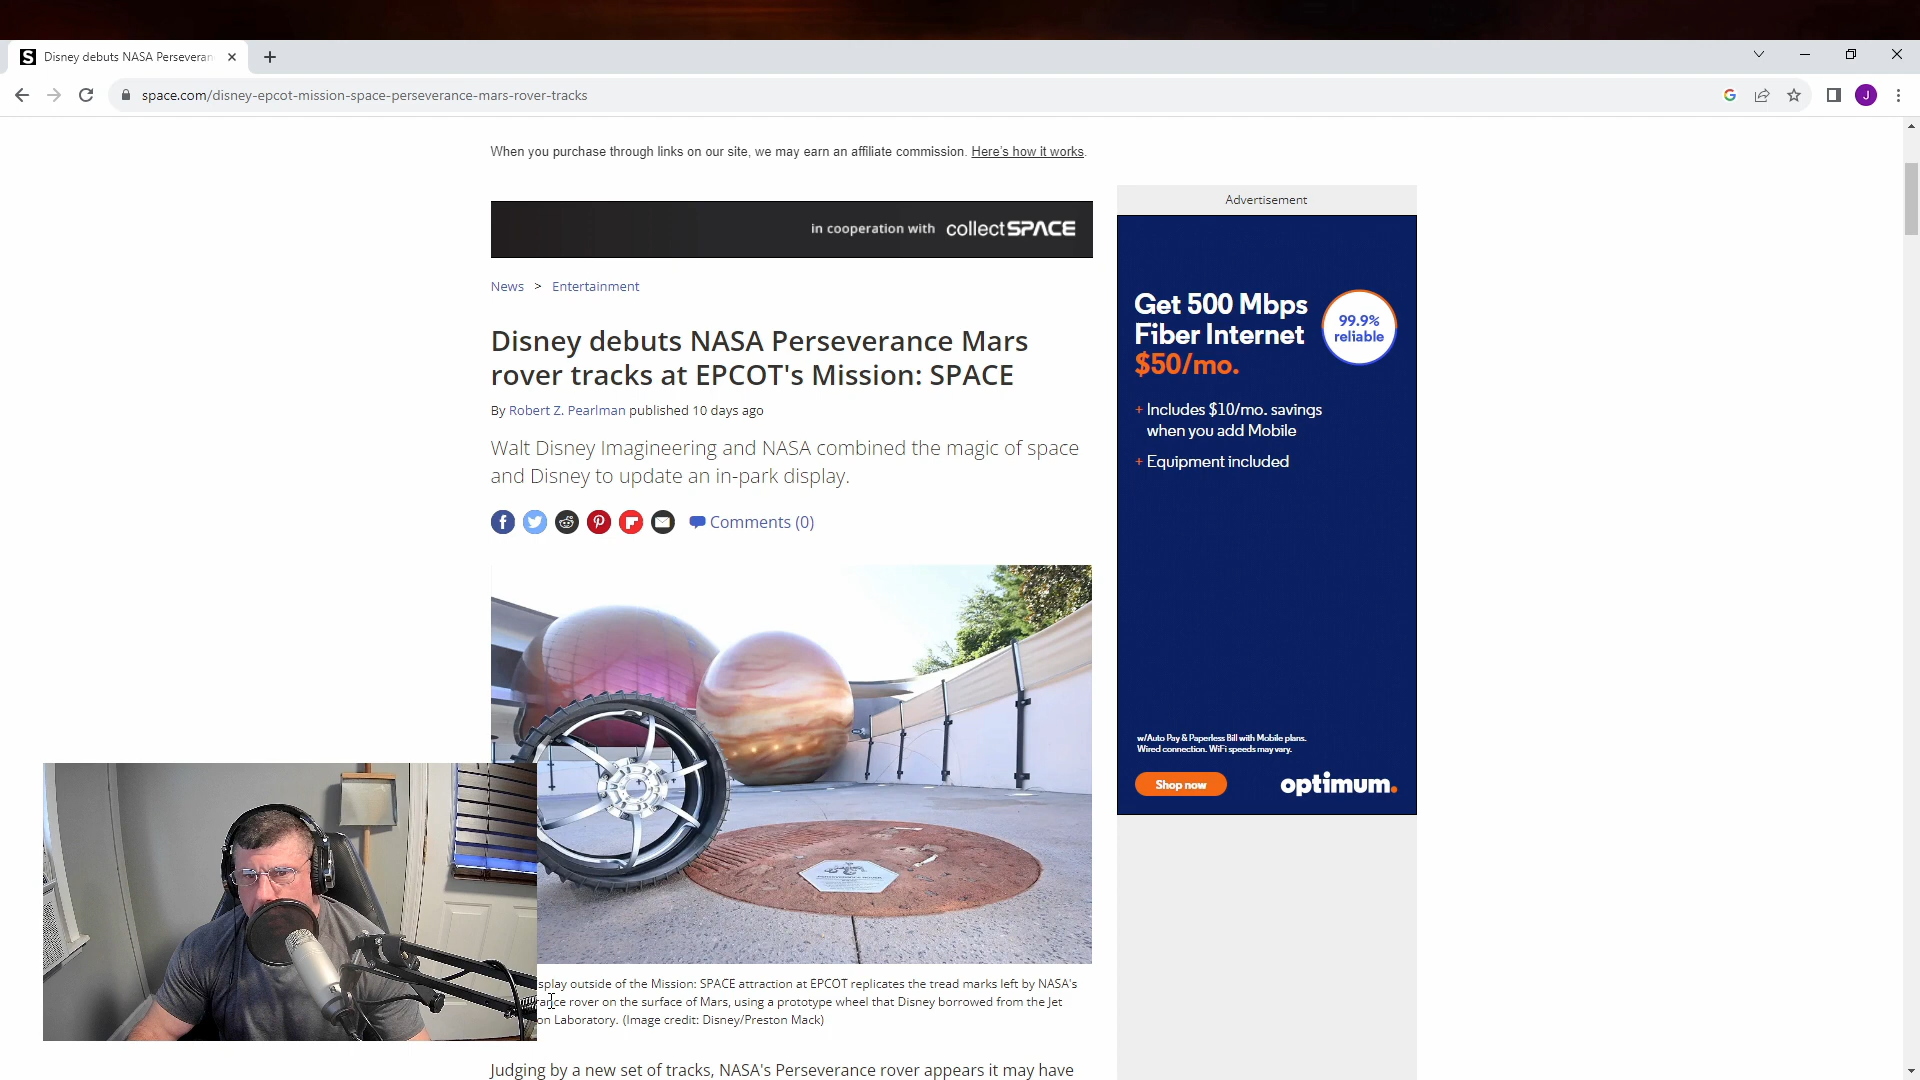 Disney debuts NASA Perseveran
space.com/disney-epcot-mission-space-perseverance-mars-rover-tracks
J
When you purchase through links on our site, we may earn an affiliate commission. Here's how it works.
in cooperation with collectSPACE
News > Entertainment
Disney debuts NASA Perseverance Mars
rover tracks at EPCOT's Mission: SPACE
By Robert Z. Pearlman published 10 days ago
Walt Disney Imagineering and NASA combined the magic of space
and Disney to update an in-park display.
Comments (0)
splay outside of the Mission: SPACE attraction at EPCOT replicates the tread marks left by NASA's
rance rover on the surface of Mars, using a prototype wheel that Disney borrowed from the Jet
on Laboratory. (Image credit: Disney/Preston Mack)
Judging by a new set of tracks, NASA's Perseverance rover appears it may have
Advertisement
Get 500 Mbps
Fiber Internet
$50/mo.
99.9%
reliable
+ Includes $10/mo. savings
when you add Mobile
+ Equipment included
w/Auto Pay & Paperless Bill with Mobile plans.
Wired connection. WiFi speeds may vary.
Shop now
optimum.